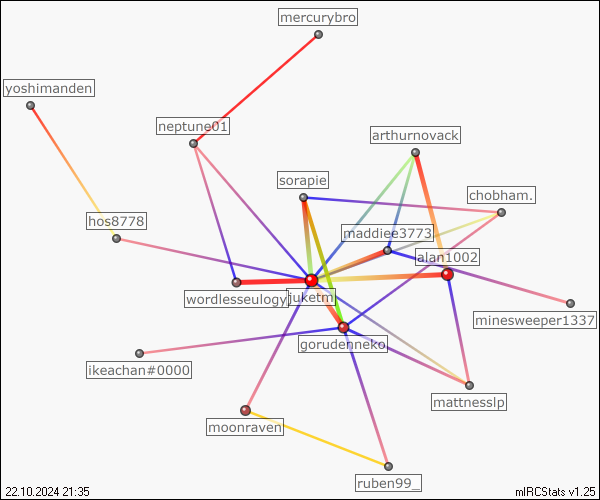 mercurybro
yoshimanden
neptune01
arthurnovack
sorapie
chobham.
hos8778
maddiee3773
alan1002
wordlesseulogy
juketm
minesweeper1337
gorudenneko
ikeachan#0000
mattnesslp
moonraven
ruben99_
22.10.2024 21:35
mIRCStats v1.25